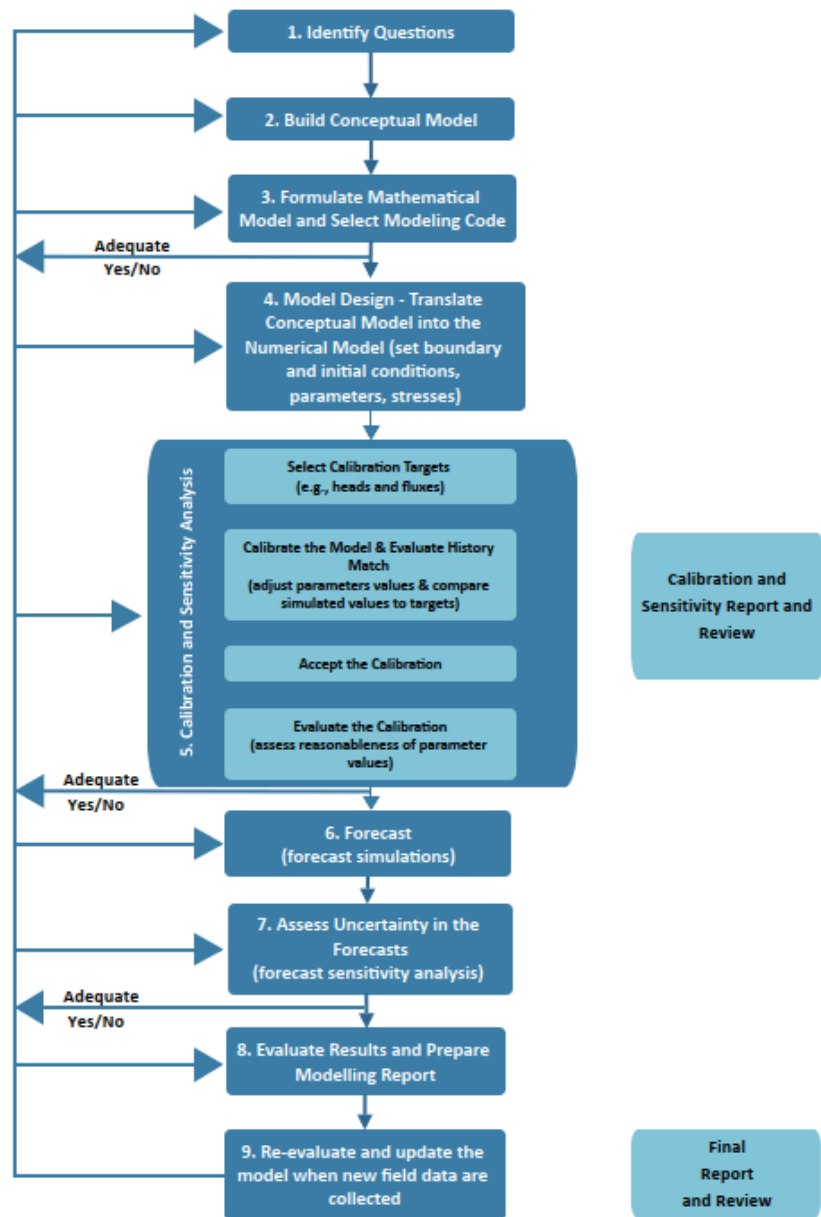 1. Identify Questions
2. Build Conceptual Model
3. Formulate Mathematical
Model and Select Modeling Code
Adequate
Yes/No
4. Model Design - Translate
Conceptual Model into the
Numerical Model (set boundary
and initial conditions,
parameters, stresses)
5. Calibration and Sensitivity Analysis
Select Calibration Targets
(e.g., heads and fluxes)
Calibrate the Model & Evaluate History
Match
(adjust parameters values & compare
simulated values to targets)
Accept the Calibration
Evaluate the Calibration
(assess reasonableness of parameter
values)
Calibration and
Sensitivity Report and
Review
Adequate
Yes/No
6. Forecast
(forecast simulations)
7. Assess Uncertainty in the
Forecasts
(forecast sensitivity analysis)
Adequate
Yes/No
8. Evaluate Results and Prepare
Modelling Report
9. Re-evaluate and update the
model when new field data are
collected
Final
Report
and Review